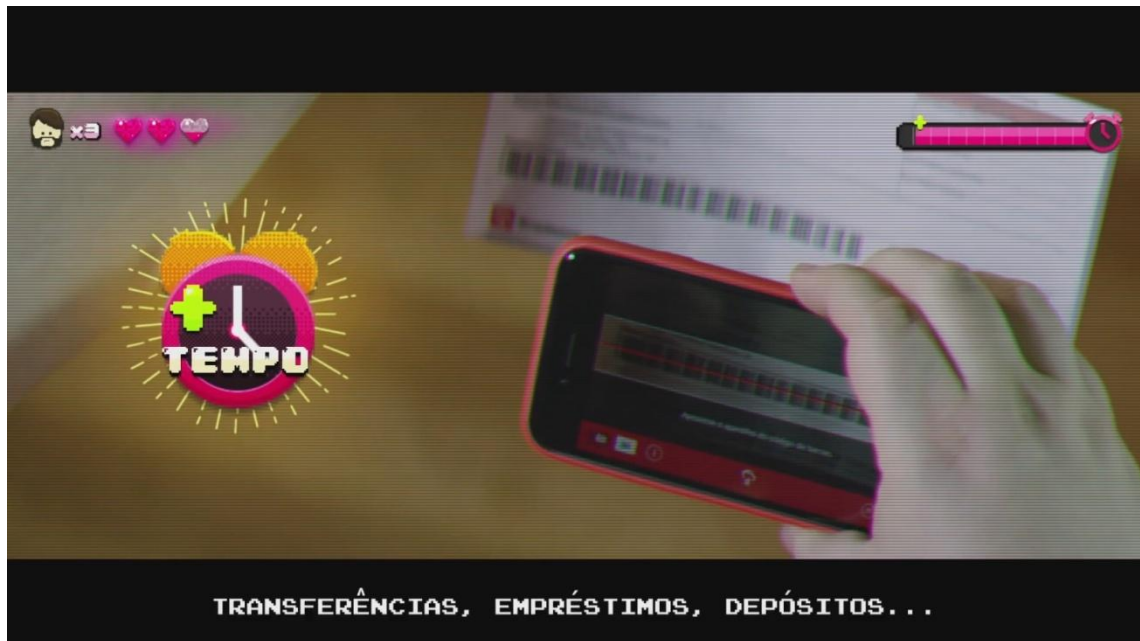 x3
+
TEMPO
TRANSFERÊNCIAS, EMPRÉSTIMOS, DEPÓSITOS...